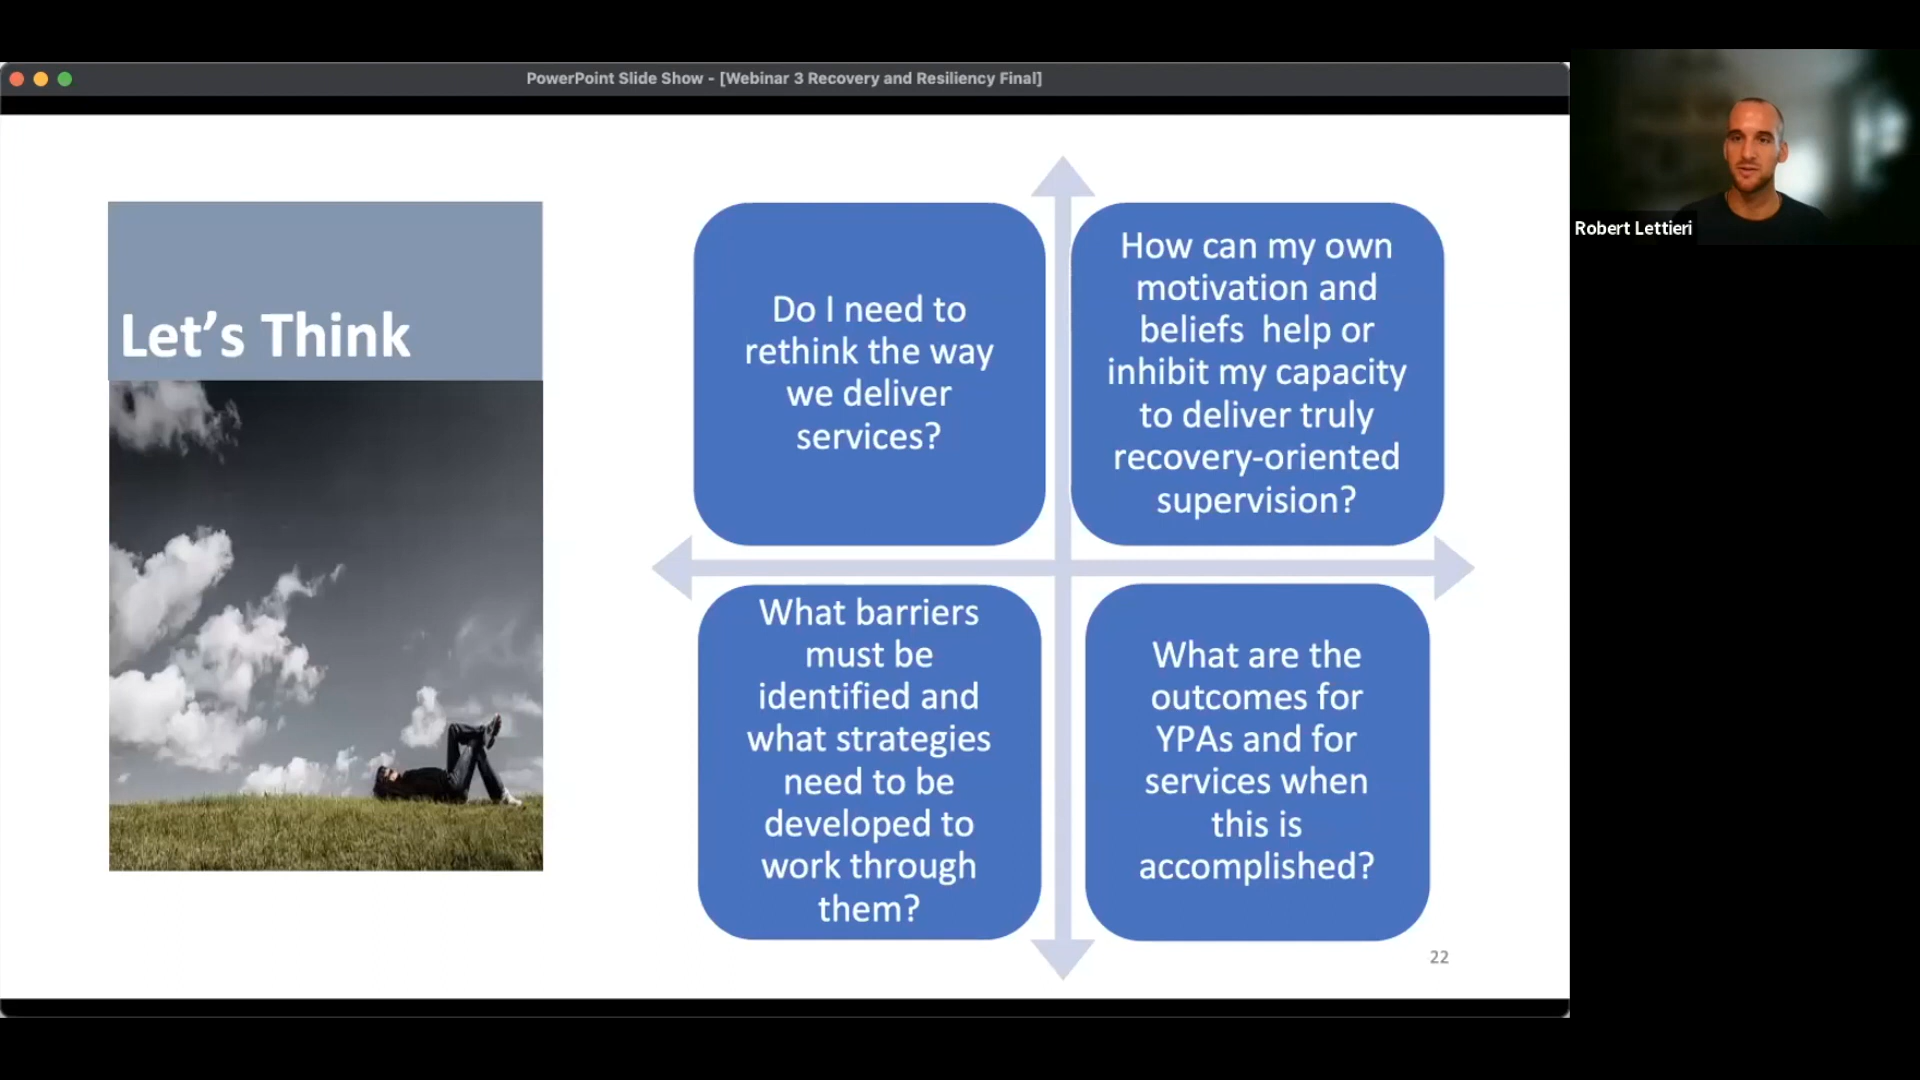 PowerPoint Slide Show - [Webinar 3 Recovery and Resiliency Final]
Let's Think
Do I need to
rethink the way
we deliver
services?
How can my own
motivation and
beliefs  help or
inhibit my capacity
to deliver truly
recovery-oriented
supervision?
What barriers
must be
identified and
what strategies
need to be
developed to
work through
them?
What are the
outcomes for
YPAs and for
services when
this is
accomplished?
22
Robert Lettieri